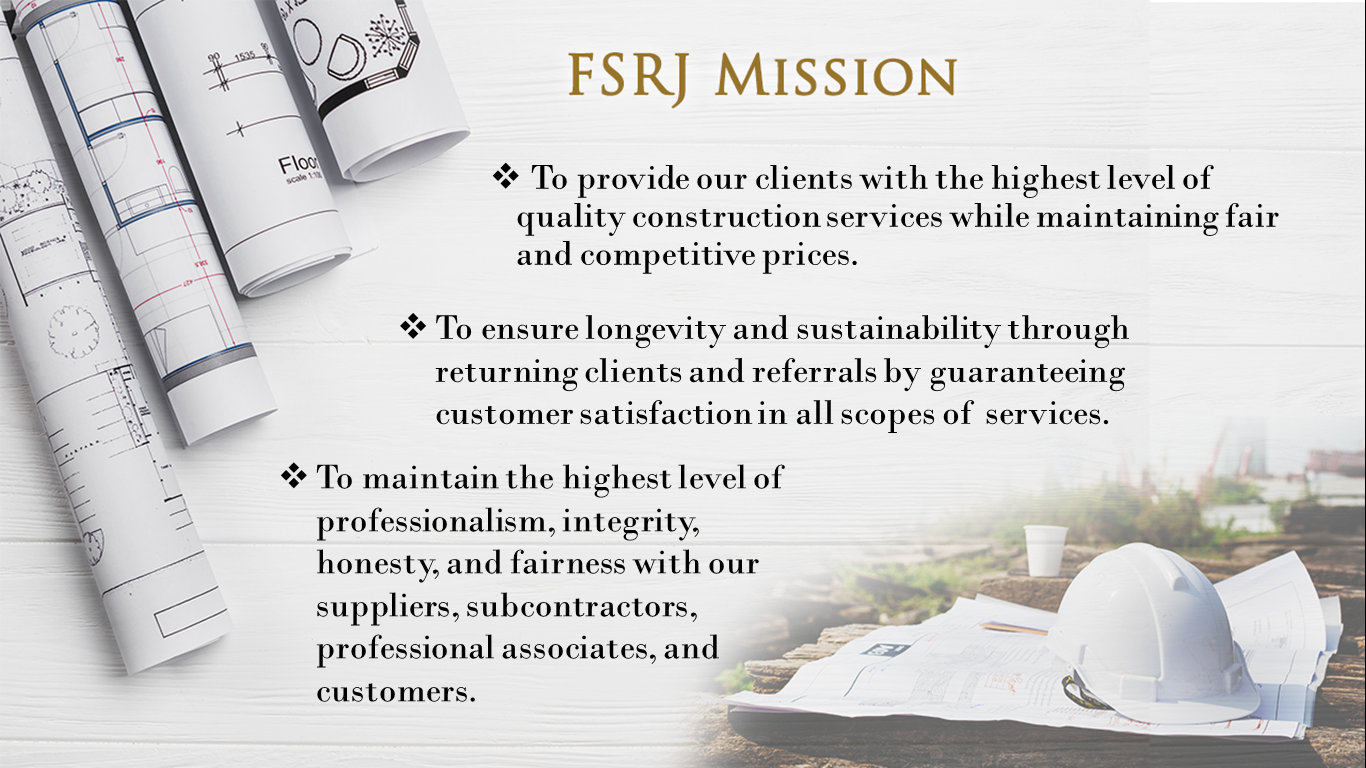 FSRJ MISSION
❖ To provide our clients with the highest level of
quality construction services while maintaining fair
and competitive prices.
❖ To ensure longevity and sustainability through
returning clients and referrals by guaranteeing
customer satisfaction in all scopes of services.
❖ To maintain the highest level of
professionalism, integrity,
honesty, and fairness with our
suppliers, subcontractors,
professional associates, and
customers.
90
1535
scale